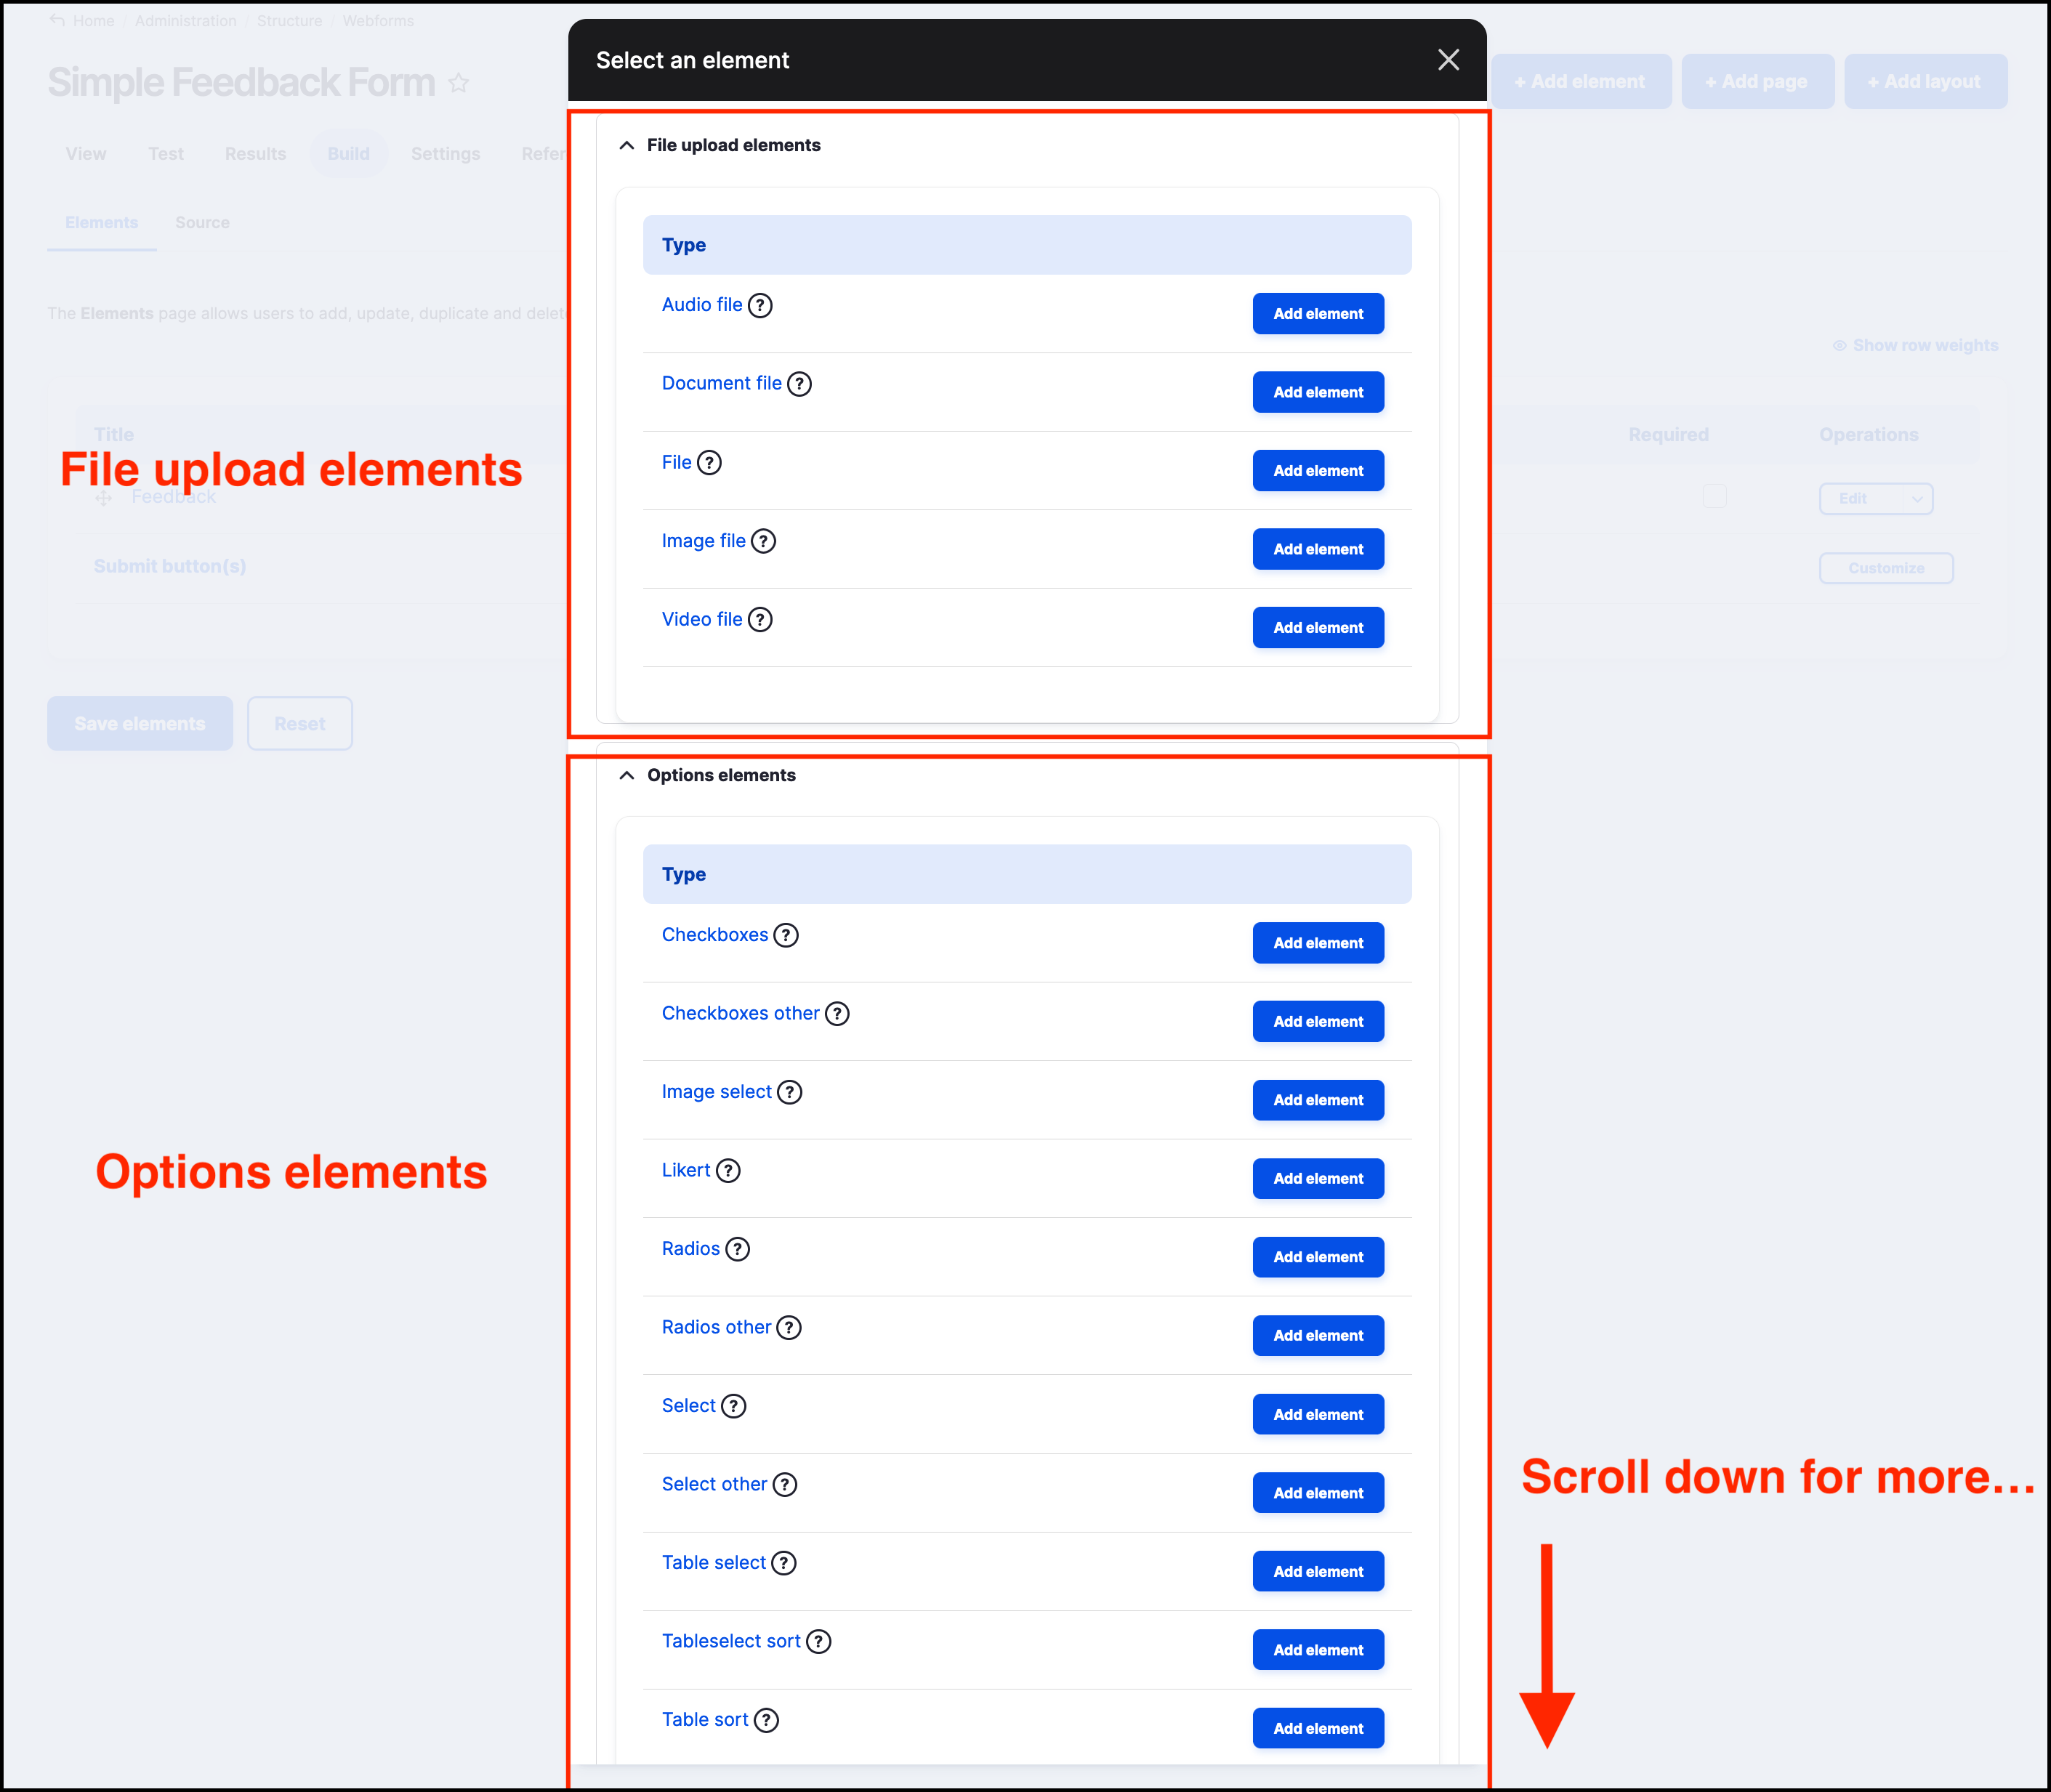 Home / Administration / Structure / Webforms
Simple Feedback Form
+ Add element
+ Add page
+ Add layout
View Test Results Build Settings Refer
Elements Source
The Elements page allows users to add, update, duplicate and delete
Show row weights
Title Required Operations
Feedback Edit
Submit button(s) Customize
Save elements Reset
Select an element
File upload elements
Type
Audio file ? Add element
Document file ? Add element
File ? Add element
Image file ? Add element
Video file ? Add element
Options elements
Type
Checkboxes ? Add element
Checkboxes other ? Add element
Image select ? Add element
Likert ? Add element
Radios ? Add element
Radios other ? Add element
Select ? Add element
Select other ? Add element
Table select ? Add element
Tableselect sort ? Add element
Table sort ? Add element
File upload elements
Options elements
Scroll down for more...